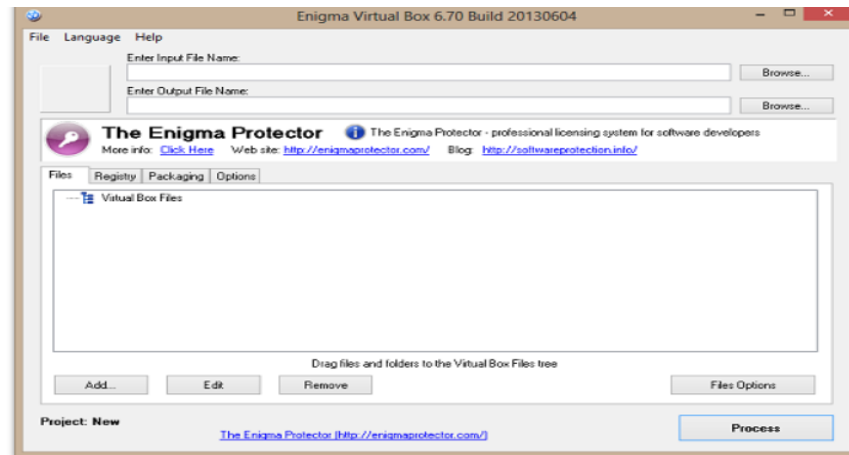 Enigma Virtual Box 6.70 Build 20130604
File Language Help
Enter Input File Name:
Browse...
Enter Output File Name:
Browse...
The Enigma Protector The Enigma Protector - professional licensing system for software developers
More info: Click Here Web site: http://enigmaprotector.com/ Blog: http://softwareprotection.info/
Files Registry Packaging Options
Virtual Box Files
Drag files and folders to the Virtual Box Files tree
Add... Edit Remove Files Options
Project: New
Process
The Enigma Protector [http://enigmaprotector.com/]